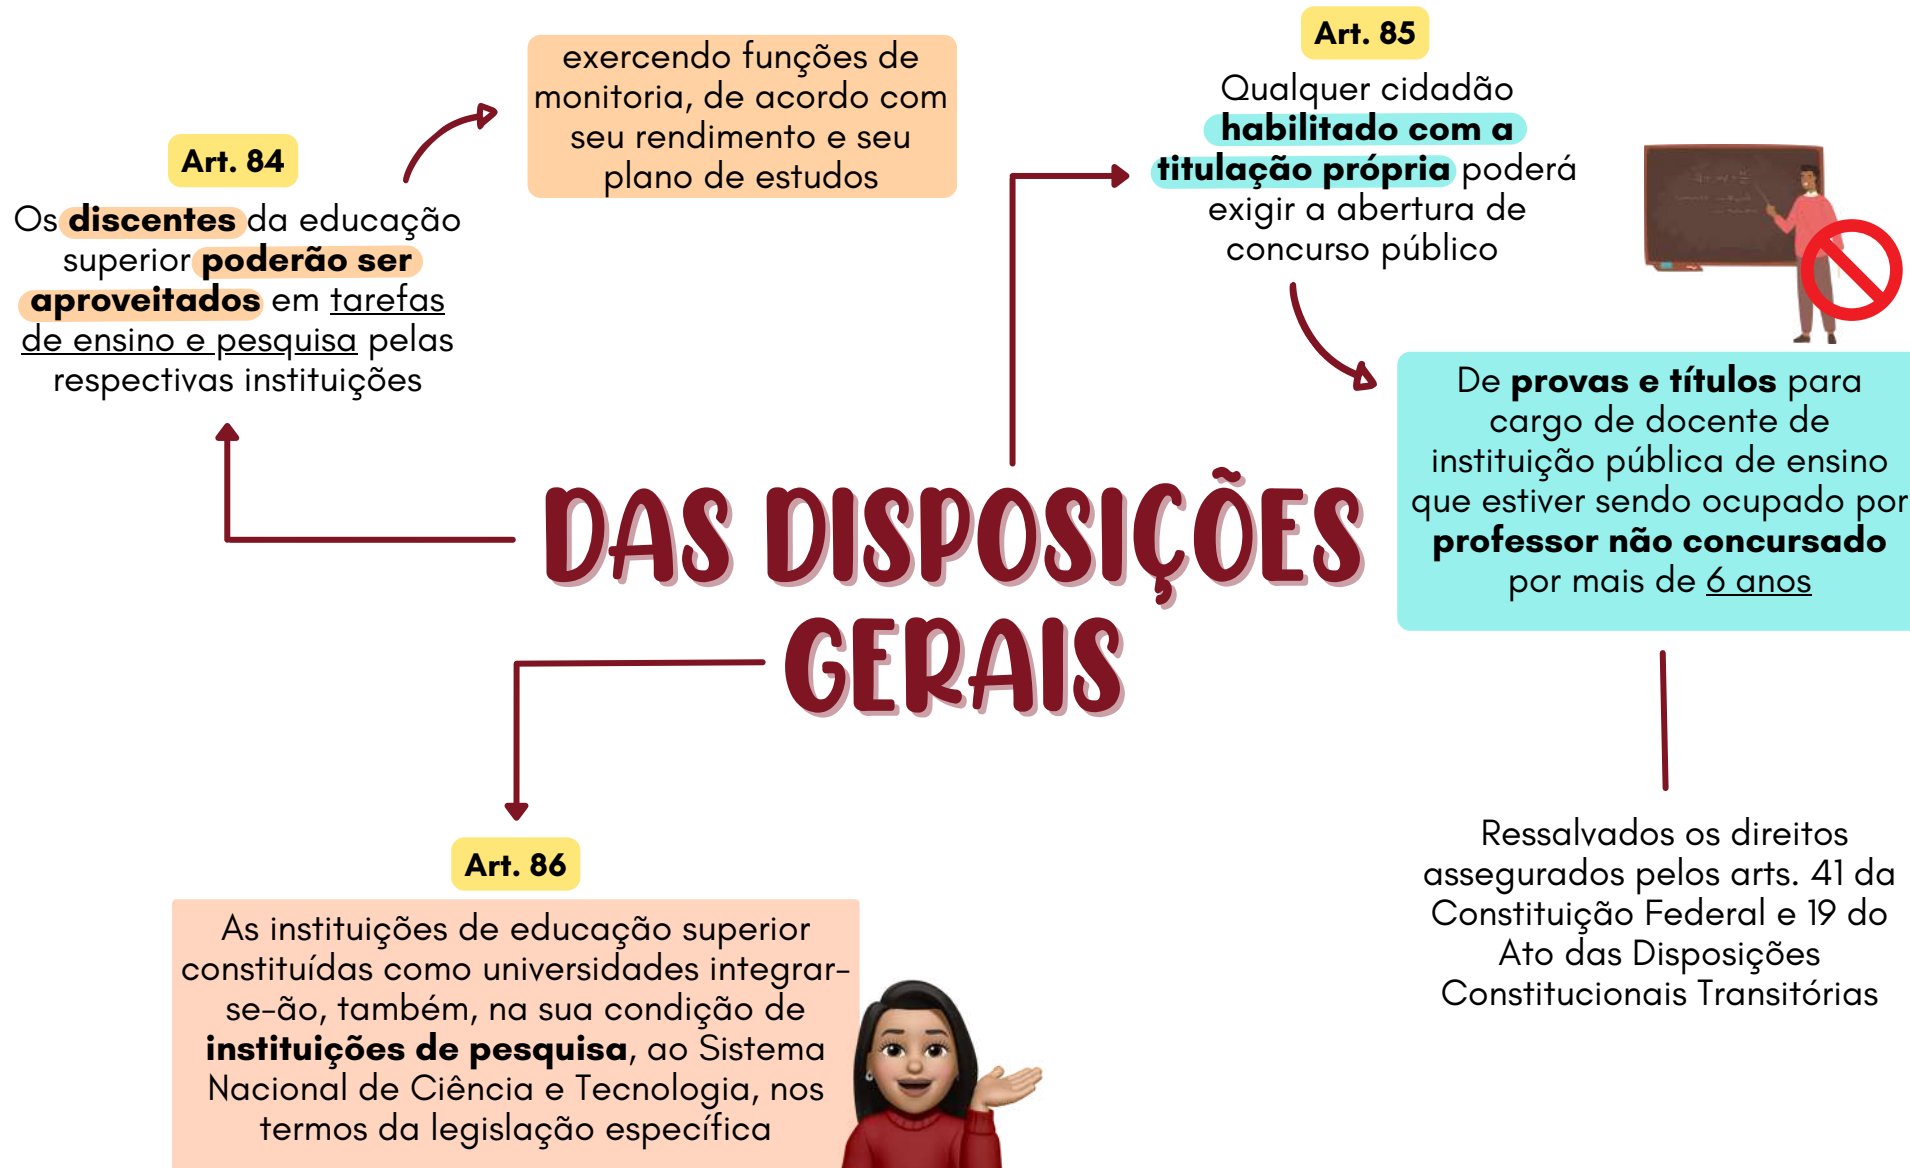 Art. 84
Os discentes da educação
superior poderão ser
aproveitados em tarefas
de ensino e pesquisa pelas
respectivas instituições
exercendo funções de
monitoria, de acordo com
seu rendimento e seu
plano de estudos
Art. 85
Qualquer cidadão
habilitado com a
titulação própria poderá
exigir a abertura de
concurso público
De provas e títulos para
cargo de docente de
instituição pública de ensino
que estiver sendo ocupado por
professor não concursado
por mais de 6 anos
Ressalvados os direitos
assegurados pelos arts. 41 da
Constituição Federal e 19 do
Ato das Disposições
Constitucionais Transitórias
DAS DISPOSIÇÕES
GERAIS
Art. 86
As instituições de educação superior
constituídas como universidades integrar-
se-ão, também, na sua condição de
instituições de pesquisa, ao Sistema
Nacional de Ciência e Tecnologia, nos
termos da legislação específica